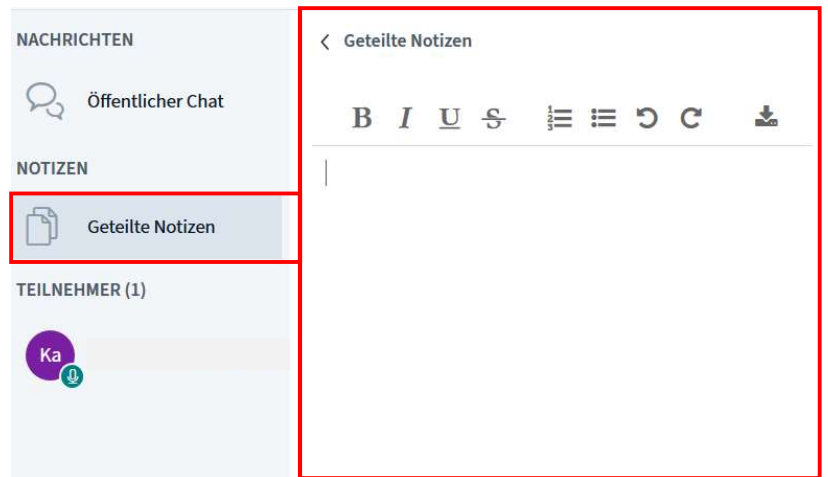 NACHRICHTEN
Öffentlicher Chat
NOTIZEN
Geteilte Notizen
TEILNEHMER (1)
Ka
Geteilte Notizen
B I U S